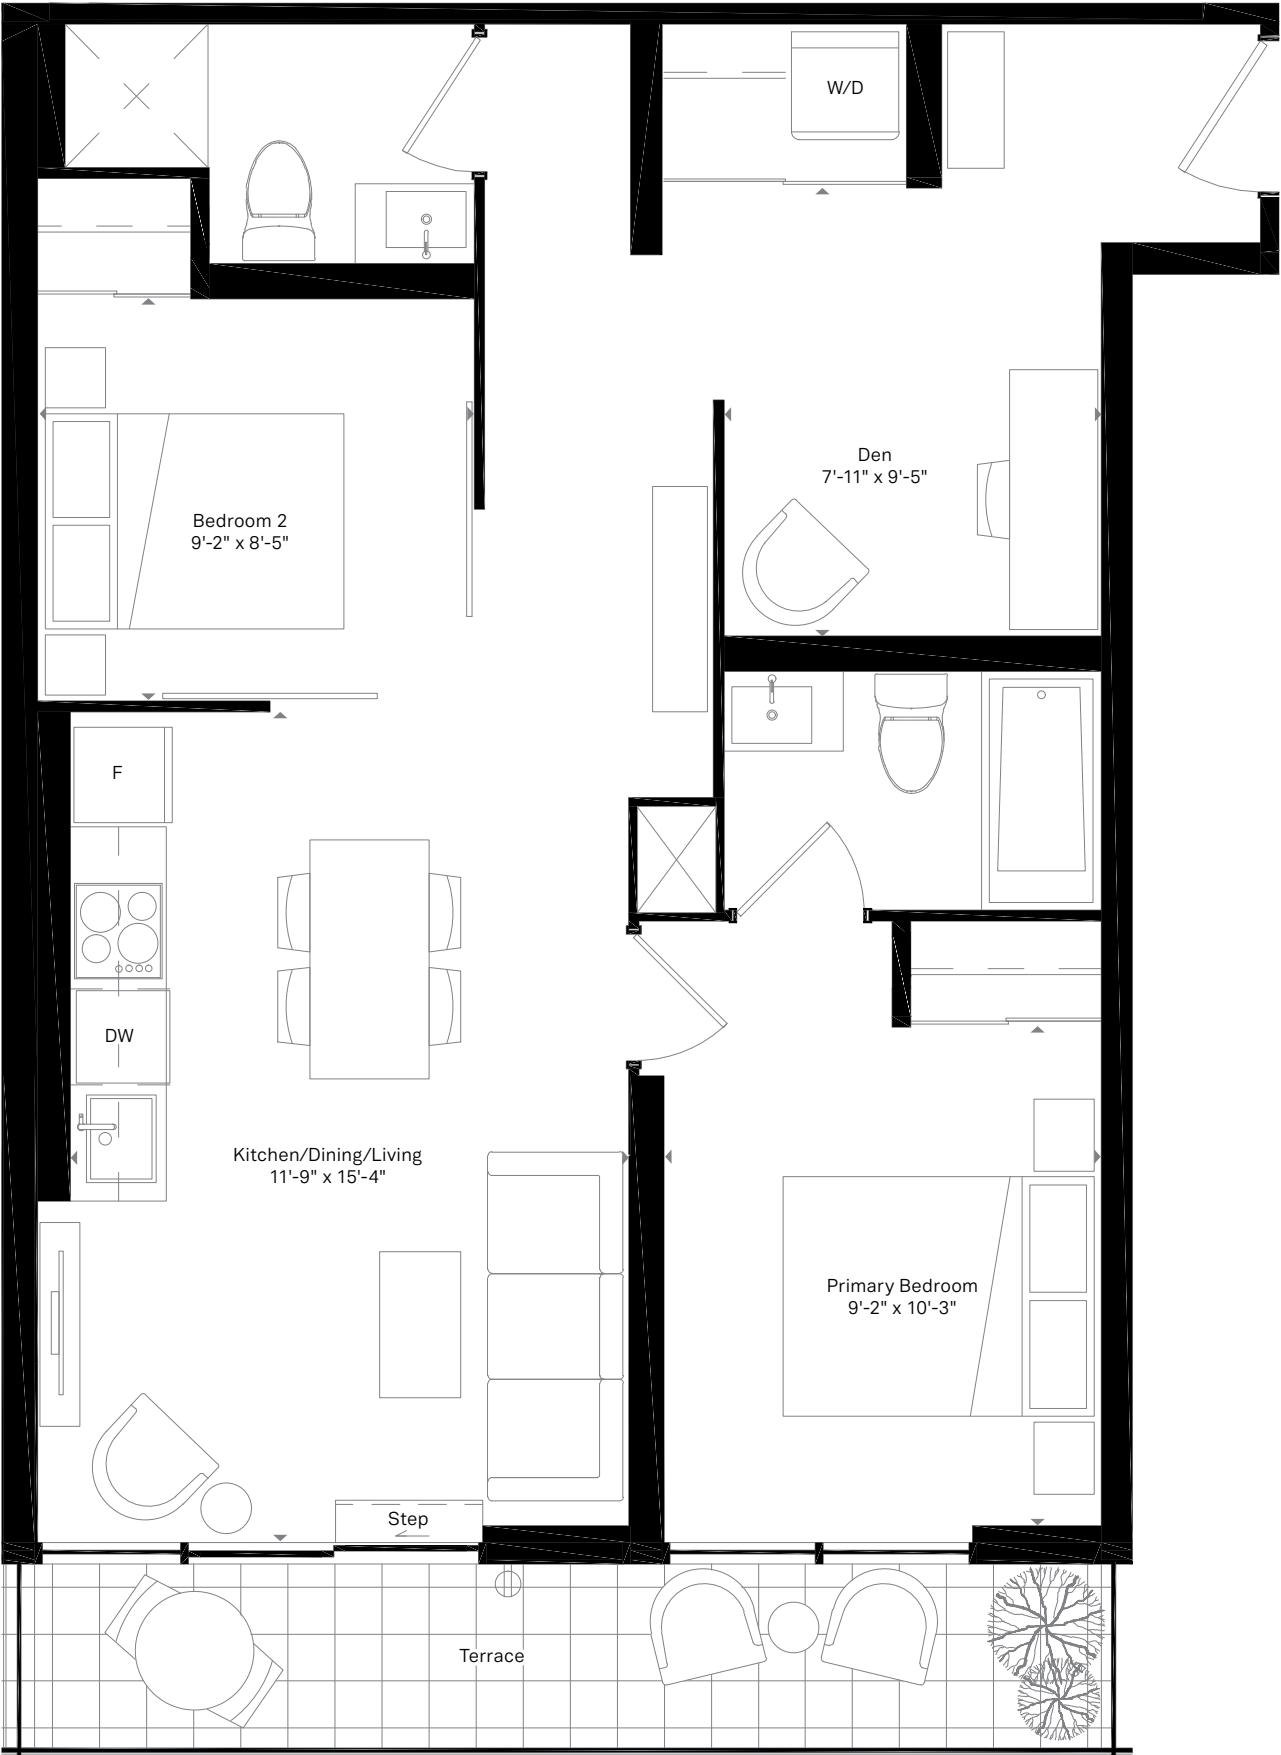 W/D
Den
7'-11" x 9'-5"
Bedroom 2
9'-2" x 8'-5"
F
DW
Kitchen/Dining/Living
11'-9" x 15'-4"
Primary Bedroom
9'-2" x 10'-3"
Step
Terrace